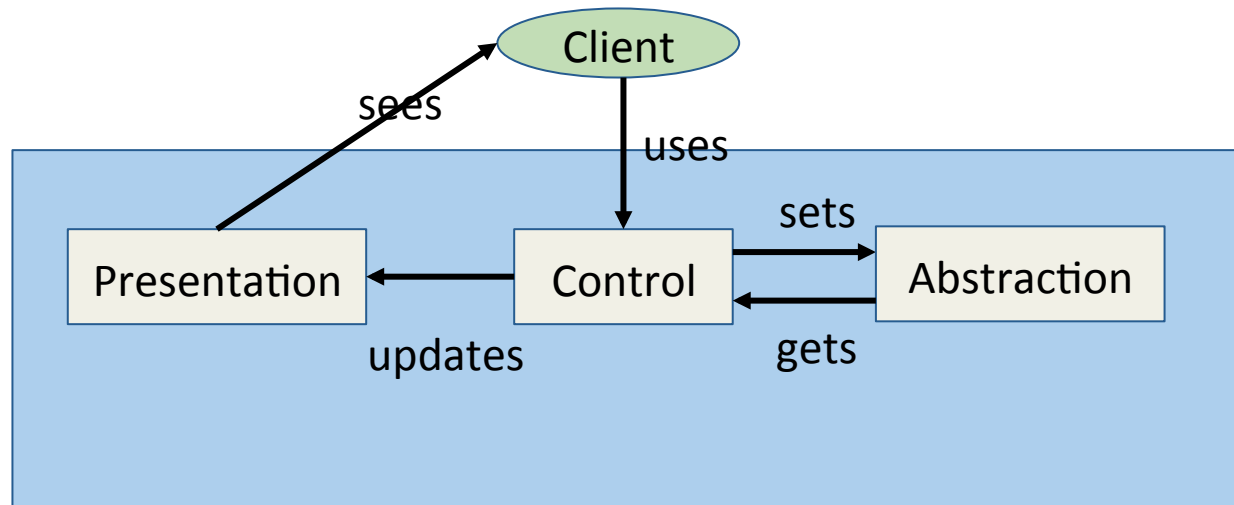 Client
sees
uses
sets
Presentation
Control
Abstraction
updates
gets